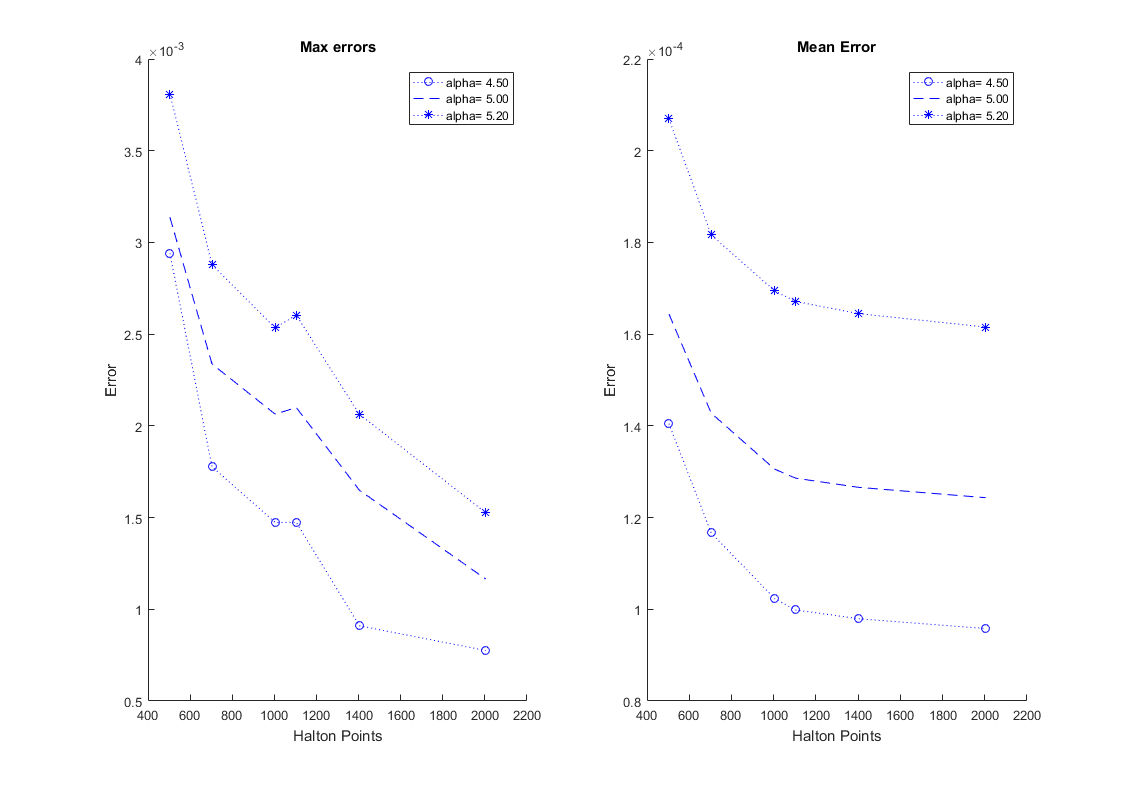 Max errors
×10-3
4
3.5
3
2.5
2
1.5
1
0.5
Error
400 600 800 1000 1200 1400 1600 1800 2000 2200
Halton Points
alpha= 4.50
alpha= 5.00
alpha= 5.20
Mean Error
×10-4
2.2
2
1.8
1.6
1.4
1.2
1
0.8
Error
400 600 800 1000 1200 1400 1600 1800 2000 2200
Halton Points
alpha= 4.50
alpha= 5.00
alpha= 5.20